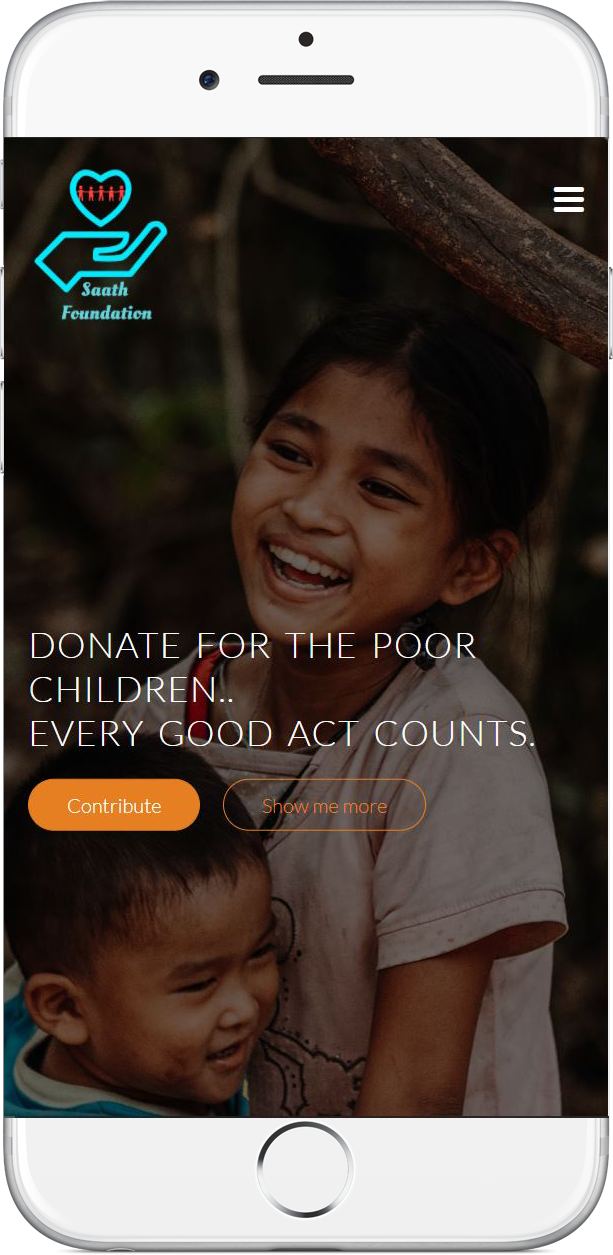 Saath
Foundation
DONATE FOR THE POOR
CHILDREN..
EVERY GOOD ACT COUNTS.
Contribute
Show me more